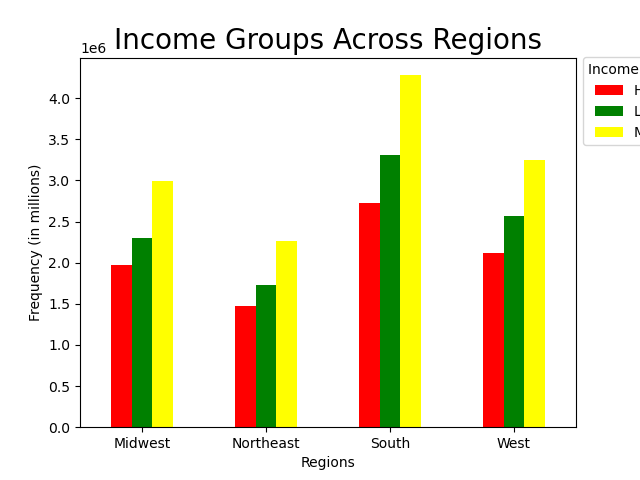 Income Groups Across Regions
1e6
Income
H
L
M
4.0
3.5
3.0
2.5
2.0
1.5
1.0
0.5
0.0
Frequency (in millions)
Midwest Northeast South West
Regions